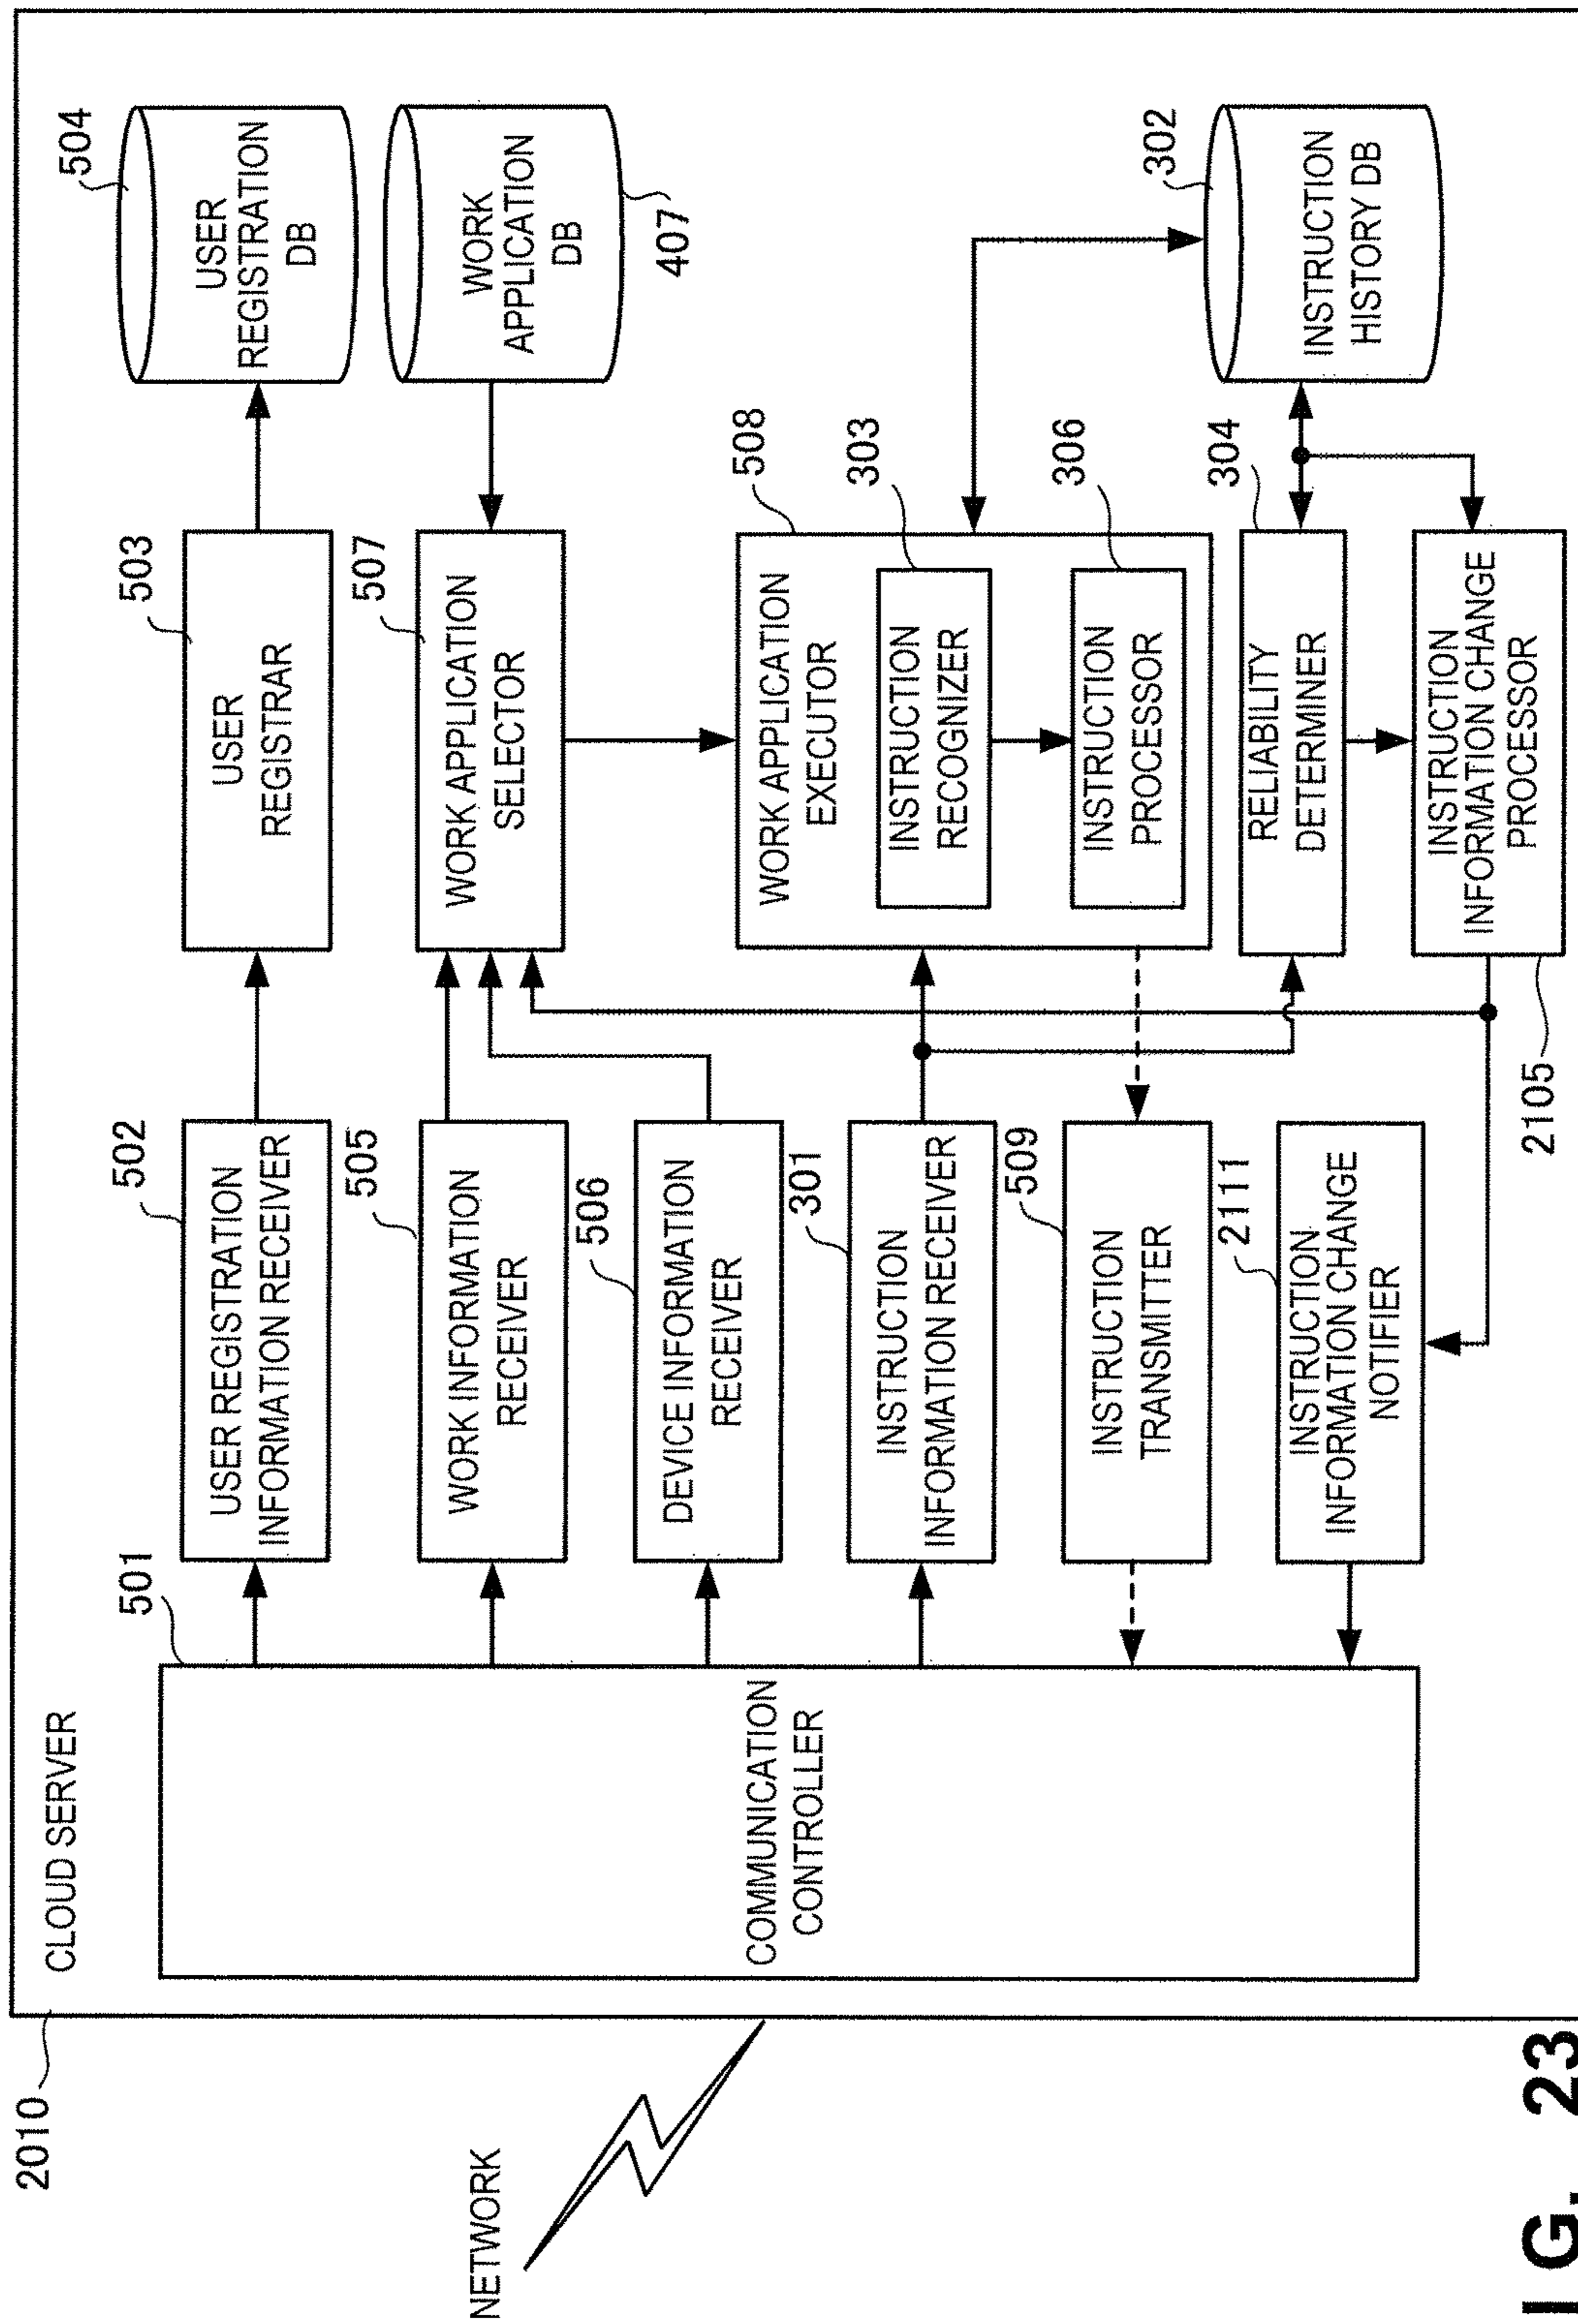 2010
CLOUD SERVER
NETWORK
501
COMMUNICATION
CONTROLLER
502
USER REGISTRATION
INFORMATION RECEIVER
503
USER
REGISTRAR
504
USER
REGISTRATION
DB
505
WORK INFORMATION
RECEIVER
507
WORK APPLICATION
SELECTOR
WORK
APPLICATION
DB
407
506
DEVICE INFORMATION
RECEIVER
508
WORK APPLICATION
EXECUTOR
303
INSTRUCTION
RECOGNIZER
306
INSTRUCTION
PROCESSOR
301
INSTRUCTION
INFORMATION RECEIVER
302
INSTRUCTION
HISTORY DB
509
INSTRUCTION
TRANSMITTER
304
RELIABILITY
DETERMINER
2111
INSTRUCTION
INFORMATION CHANGE
NOTIFIER
INSTRUCTION
INFORMATION CHANGE
PROCESSOR
2105
IG. 23